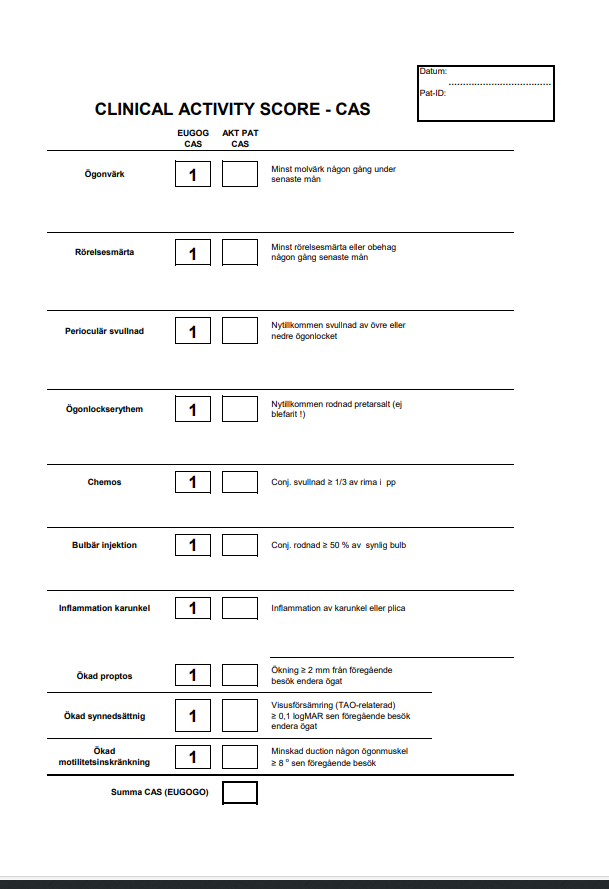 Datum: ....................................
Pat-ID:
CLINICAL ACTIVITY SCORE - CAS
EUGOG AKT PAT
CAS CAS
Ögonvärk 1 Minst molvärk någon gång under
senaste mån
Rörelsesmärta 1 Minst rörelsesmärta eller obehag
någon gång senaste mån
Perioculär svullnad 1 Nytillkommen svullnad av övre eller
nedre ögonlocket
Ögonlockserythem 1 Nytillkommen rodnad pretarsalt (ej
blefarit !)
Chemos 1 Conj. svullnad ≥ 1/3 av rima i pp
Bulbär injektion 1 Conj. rodnad ≥ 50 % av synlig bulb
Inflammation karunkel 1 Inflammation av karunkel eller plica
Ökad proptos 1 Ökning ≥ 2 mm från föregående
besök endera ögat
Ökad synnedsättnig 1 Visusförsämring (TAO-relaterad)
≥ 0,1 logMAR sen föregående besök
endera ögat
Ökad
motilitetsinskränkning 1 Minskad duction någon ögonmuskel
≥ 8 º sen föregående besök
Summa CAS (EUGOGO)